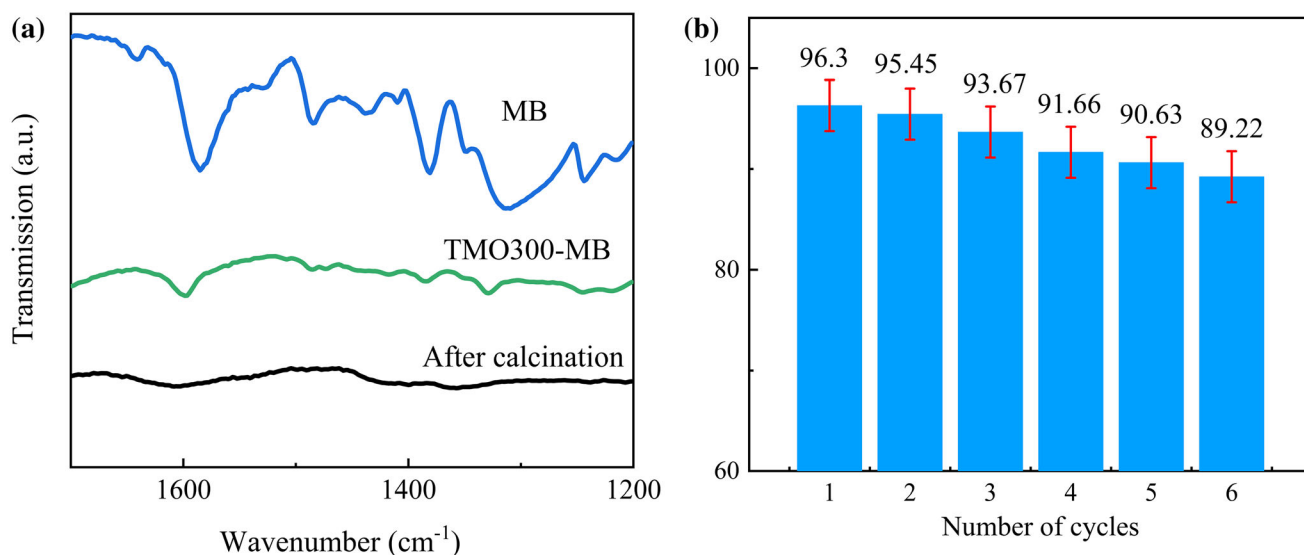 (a)
MB
TMO300-MB
After calcination
Transmission (a.u.)
1600
1400
1200
Wavenumber (cm⁻¹)
(b)
100
80
60
96.3
95.45
93.67
91.66
90.63
89.22
1
2
3
4
5
6
Number of cycles